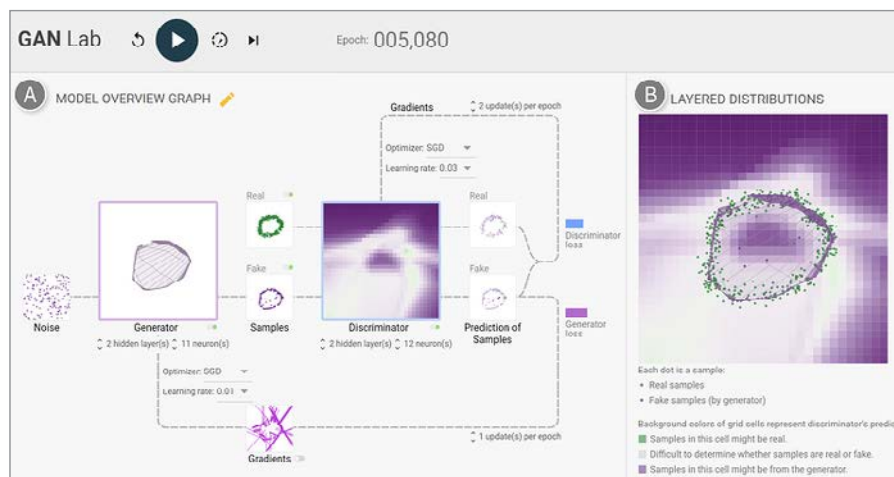 GAN Lab
Epoch: 005,080
A MODEL OVERVIEW GRAPH
Gradients
2 update(s) per epoch
Optimizer: SGD
Learning rate: 0.03
Real
Real
Fake
Fake
Discriminator
loss
Generator
loss
Noise
Generator
Samples
Discriminator
Prediction of
Samples
2 hidden layer(s) 11 neuron(s)
2 hidden layer(s) 12 neuron(s)
Optimizer: SGD
Learning rate: 0.01
1 update(s) per epoch
Gradients
B LAYERED DISTRIBUTIONS
Each dot is a sample:
• Real samples
• Fake samples (by generator)
Background colors of grid cells represent discriminator's predic
Samples in this cell might be real.
Difficult to determine whether samples are real or fake.
Samples in this cell might be from the generator.